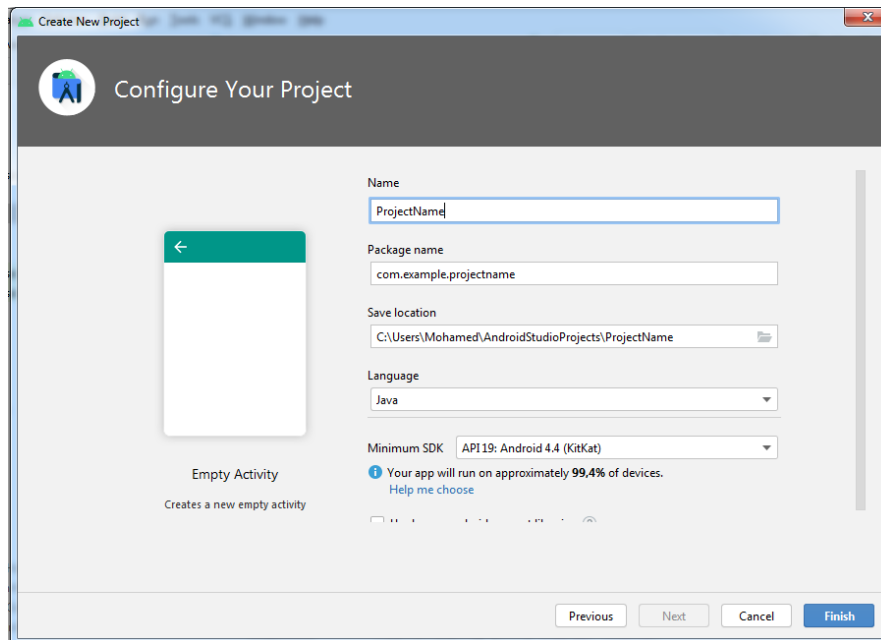 Create New Project
Configure Your Project
Name
ProjectName
Package name
com.example.projectname
Save location
C:\Users\Mohamed\AndroidStudioProjects\ProjectName
Language
Java
Minimum SDK API 19: Android 4.4 (KitKat)
Your app will run on approximately 99,4% of devices.
Help me choose
Empty Activity
Creates a new empty activity
Previous Next Cancel Finish